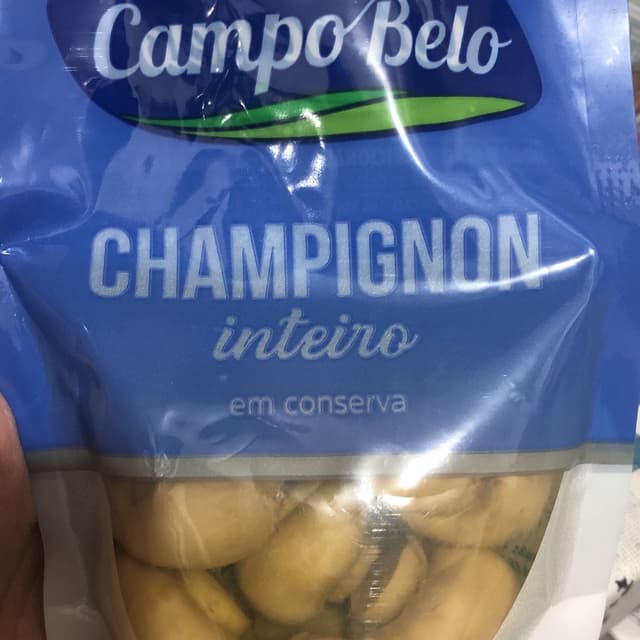 Campo Belo
CHAMPIGNON
inteiro
em conserva